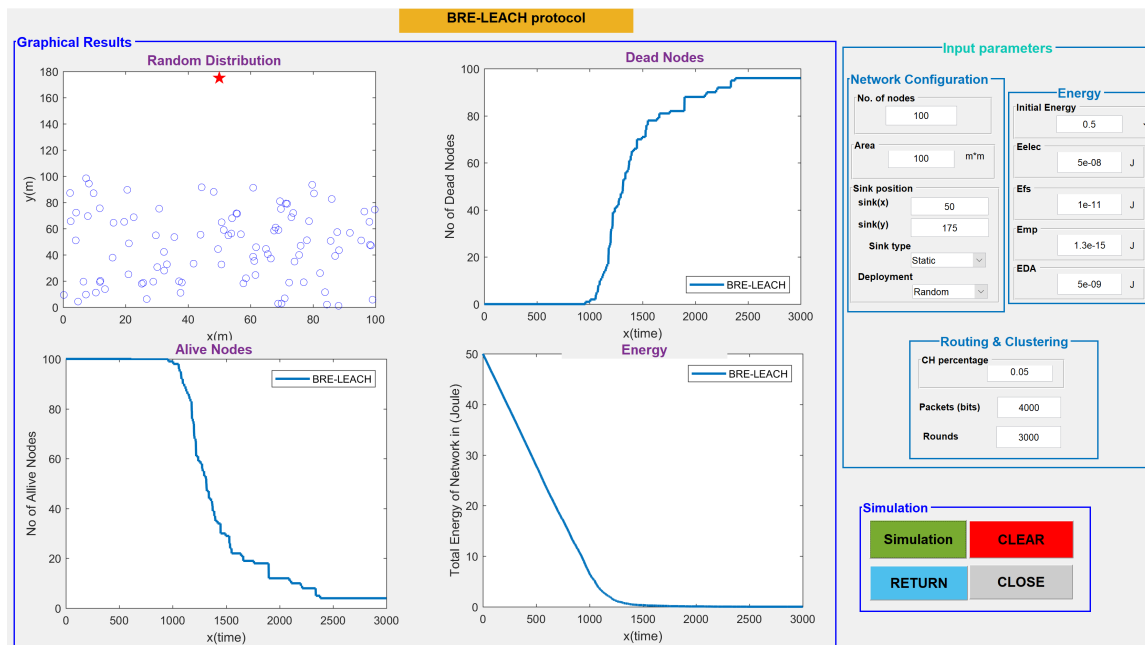 BRE-LEACH protocol
Graphical Results
Random Distribution
180
160
140
120
100
80
60
40
20
0
y(m)
0 20 40 60 80 100
x(m)
Dead Nodes
100
80
60
40
20
0
No of Dead Nodes
BRE-LEACH
0 500 1000 1500 2000 2500 3000
x(time)
Alive Nodes
100
80
60
40
20
0
No of Allive Nodes
BRE-LEACH
0 500 1000 1500 2000 2500 3000
x(time)
Energy
50
40
30
20
10
0
Total Energy of Network in (Joule)
BRE-LEACH
0 500 1000 1500 2000 2500 3000
x(time)
Input parameters
Network Configuration
No. of nodes
100
Area
100 m*m
Sink position
sink(x) 50
sink(y) 175
Sink type
Static
Deployment
Random
Energy
Initial Energy
0.5
Eelec
5e-08 J
Efs
1e-11 J
Emp
1.3e-15 J
EDA
5e-09 J
Routing & Clustering
CH percentage
0.05
Packets (bits) 4000
Rounds 3000
Simulation
Simulation CLEAR
RETURN CLOSE